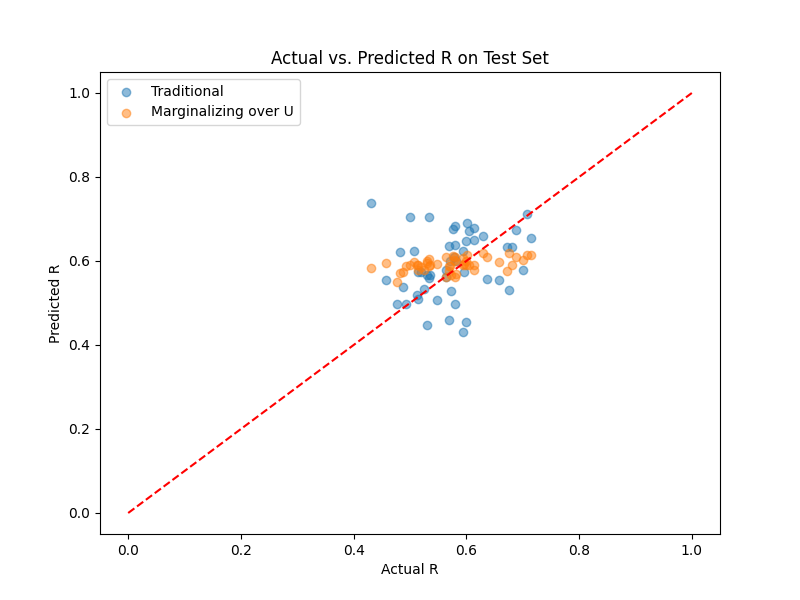 Actual vs. Predicted R on Test Set
Traditional
Marginalizing over U
1.0
0.8
0.6
0.4
0.2
0.0
Predicted R
0.0 0.2 0.4 0.6 0.8 1.0
Actual R